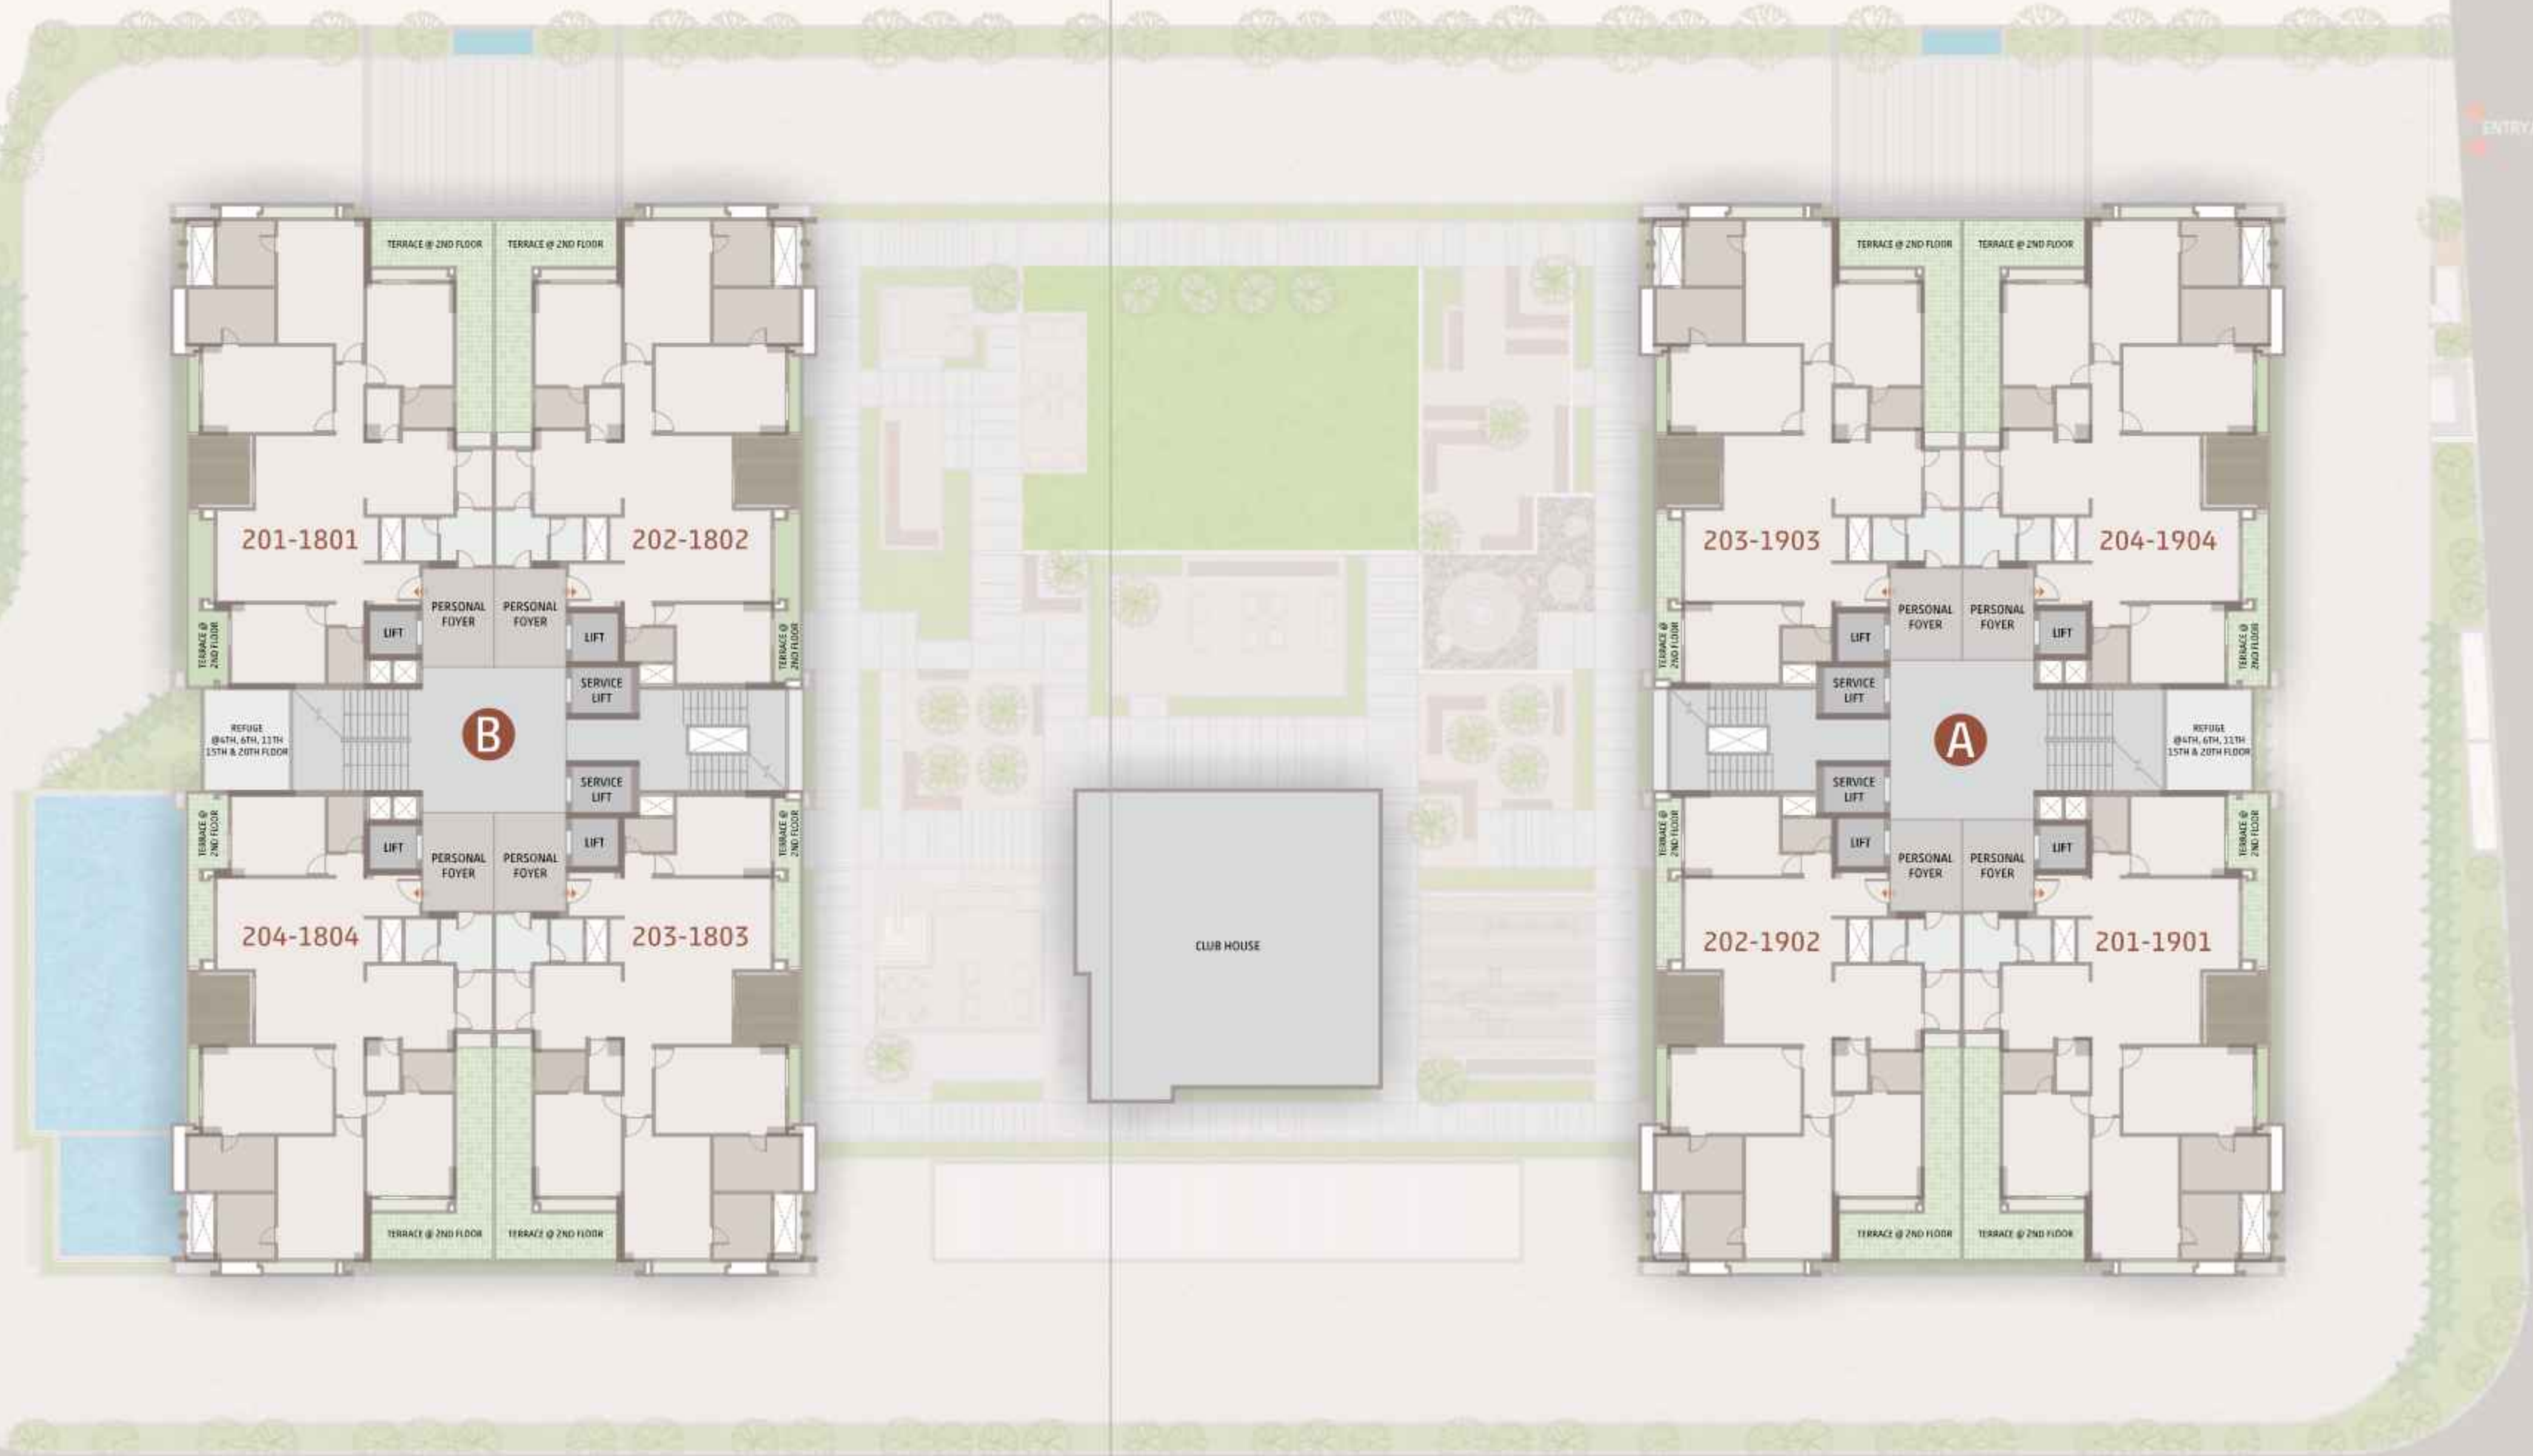 ENTRY
TERRACE @ 2ND FLOOR
TERRACE @ 2ND FLOOR
TERRACE @ 2ND FLOOR
TERRACE @ 2ND FLOOR
201-1801
202-1802
203-1903
204-1904
PERSONAL
FOYER
PERSONAL
FOYER
PERSONAL
FOYER
PERSONAL
FOYER
LIFT
LIFT
LIFT
LIFT
TERRACE @
2ND FLOOR
TERRACE @
2ND FLOOR
TERRACE @
2ND FLOOR
TERRACE @
2ND FLOOR
SERVICE
LIFT
SERVICE
LIFT
REFUGE
@4TH, 6TH, 11TH
15TH & 20TH FLOOR
B
A
REFUGE
@4TH, 6TH, 11TH
15TH & 20TH FLOOR
SERVICE
LIFT
SERVICE
LIFT
TERRACE @
2ND FLOOR
TERRACE @
2ND FLOOR
TERRACE @
2ND FLOOR
TERRACE @
2ND FLOOR
LIFT
LIFT
LIFT
LIFT
PERSONAL
FOYER
PERSONAL
FOYER
PERSONAL
FOYER
PERSONAL
FOYER
204-1804
203-1803
CLUB HOUSE
202-1902
201-1901
TERRACE @ 2ND FLOOR
TERRACE @ 2ND FLOOR
TERRACE @ 2ND FLOOR
TERRACE @ 2ND FLOOR